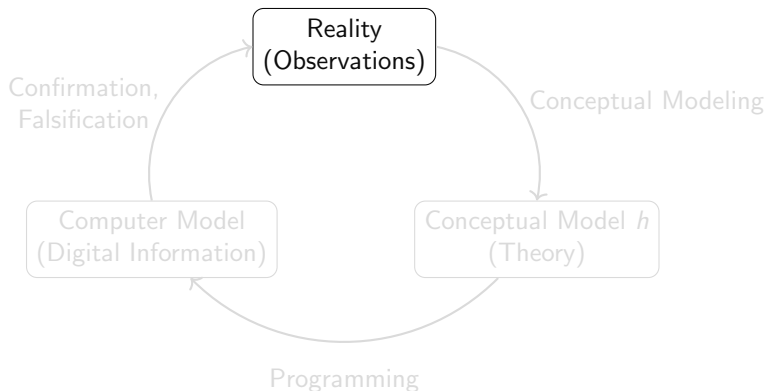 Reality
(Observations)
Confirmation,
Falsification
Conceptual Modeling
Computer Model
(Digital Information)
Conceptual Model h
(Theory)
Programming